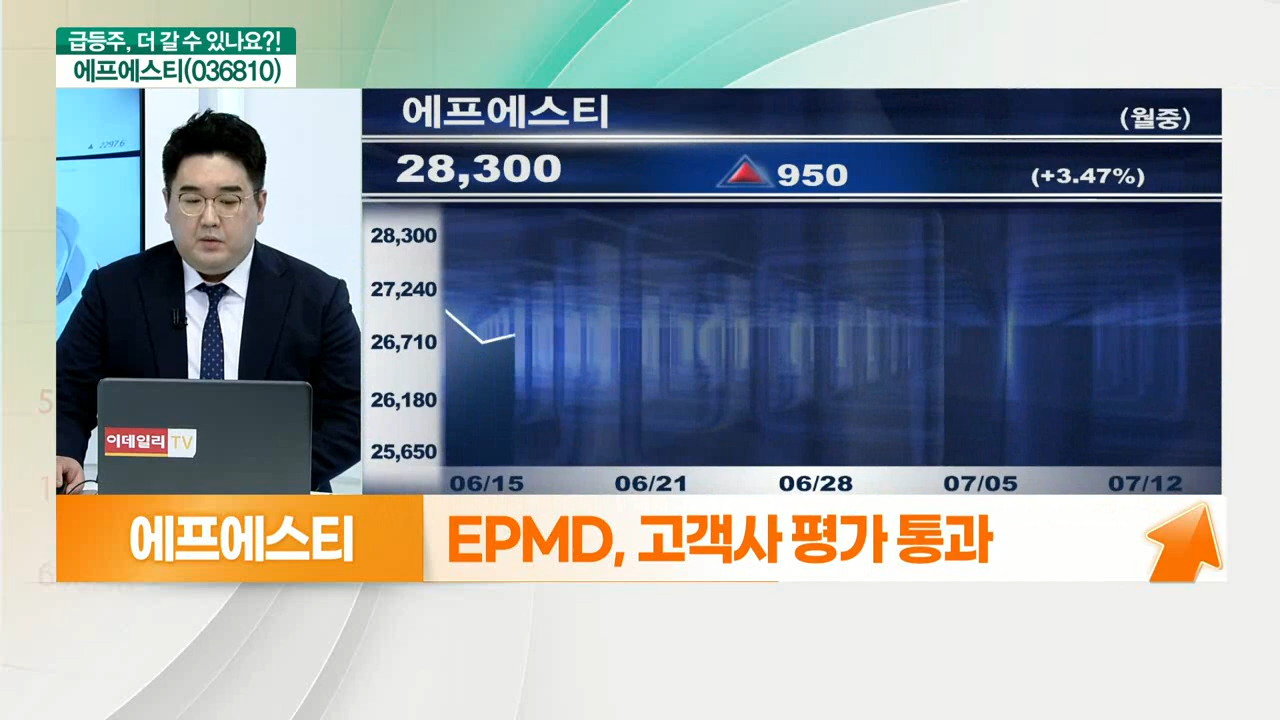 급등주, 더 갈 수 있나요?!
에프에스티(036810)
▲ 2297.6
에프에스티
(월중)
28,300
950
(+3.47%)
28,300
27,240
26,710
26,180
25,650
06/15
06/21
06/28
07/05
07/12
이데일리 TV
에프에스티
EPMD, 고객사 평가 통과